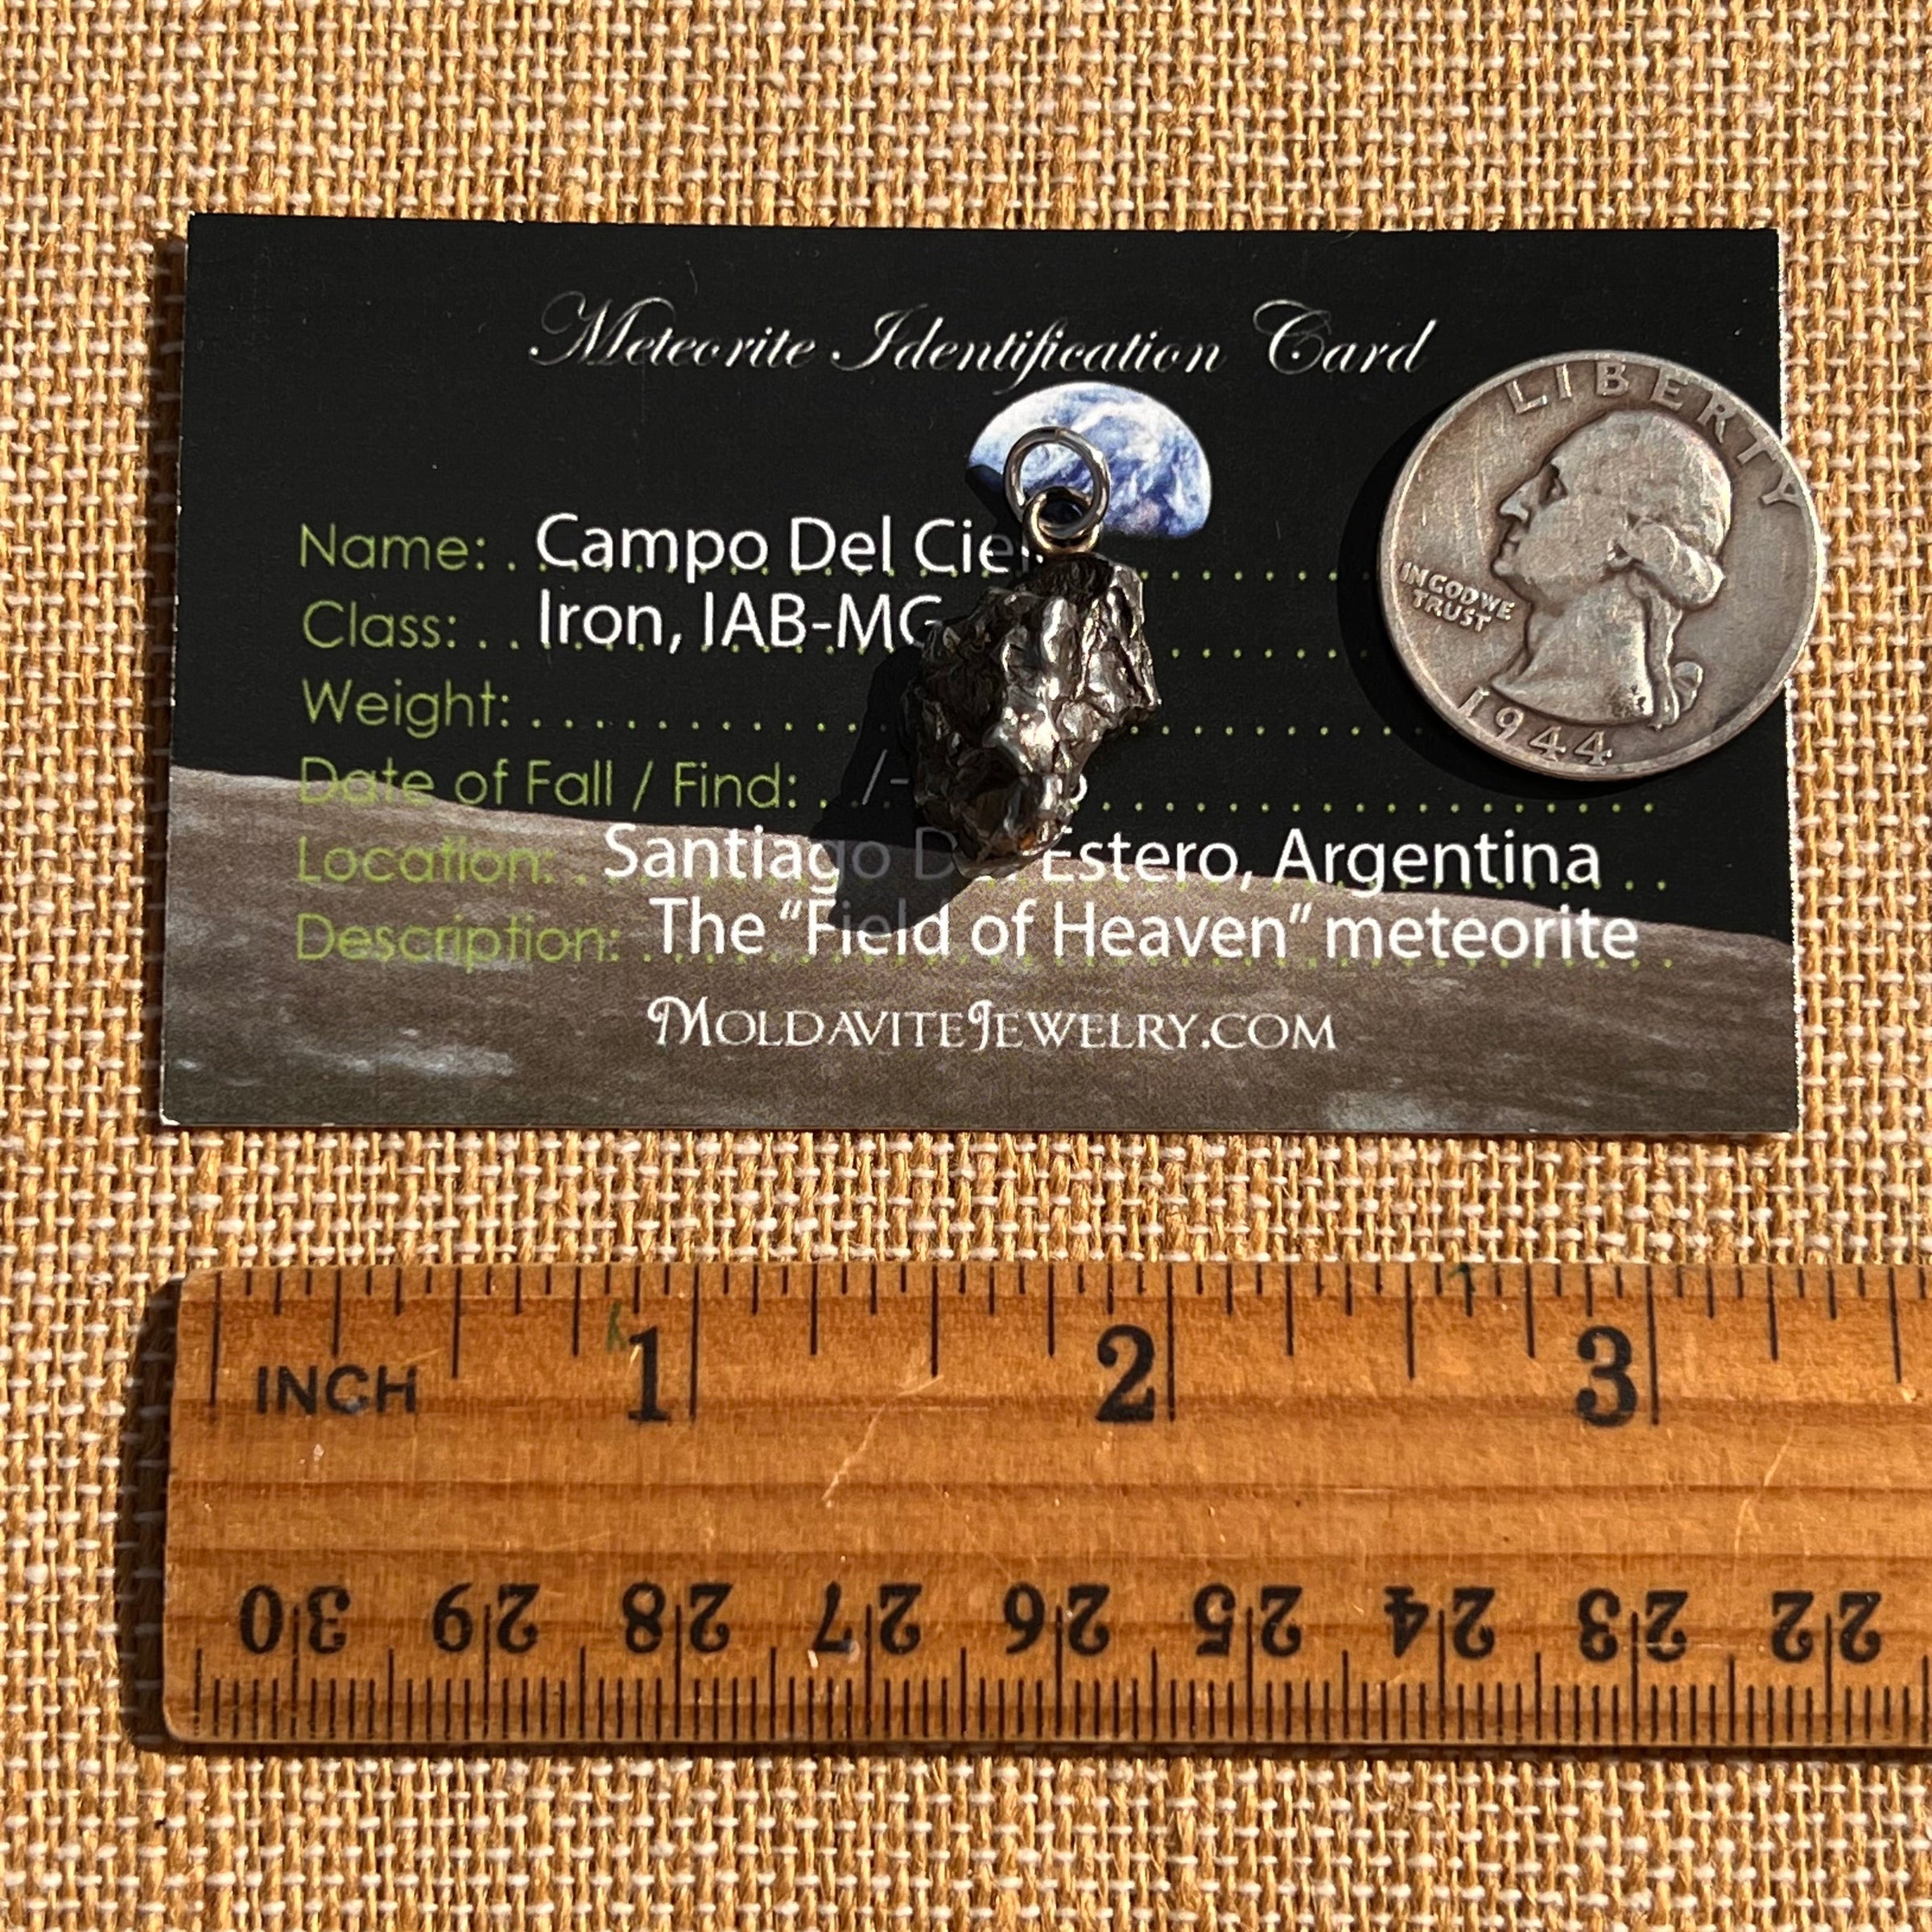 Meteorite Identification Card
LIBERTY
IN GOD WE
TRUST
1944
Name: . Campo Del Cie
Class: . . Iron, IAB-MG
Weight:
Date of Fall / Find:
Location: Santiago D Estero, Argentina
Description: The “Field of Heaven” meteorite
MOLDAVITEJEWELRY.COM
INCH 1 2 3
30 29 28 27 26 25 24 23 22